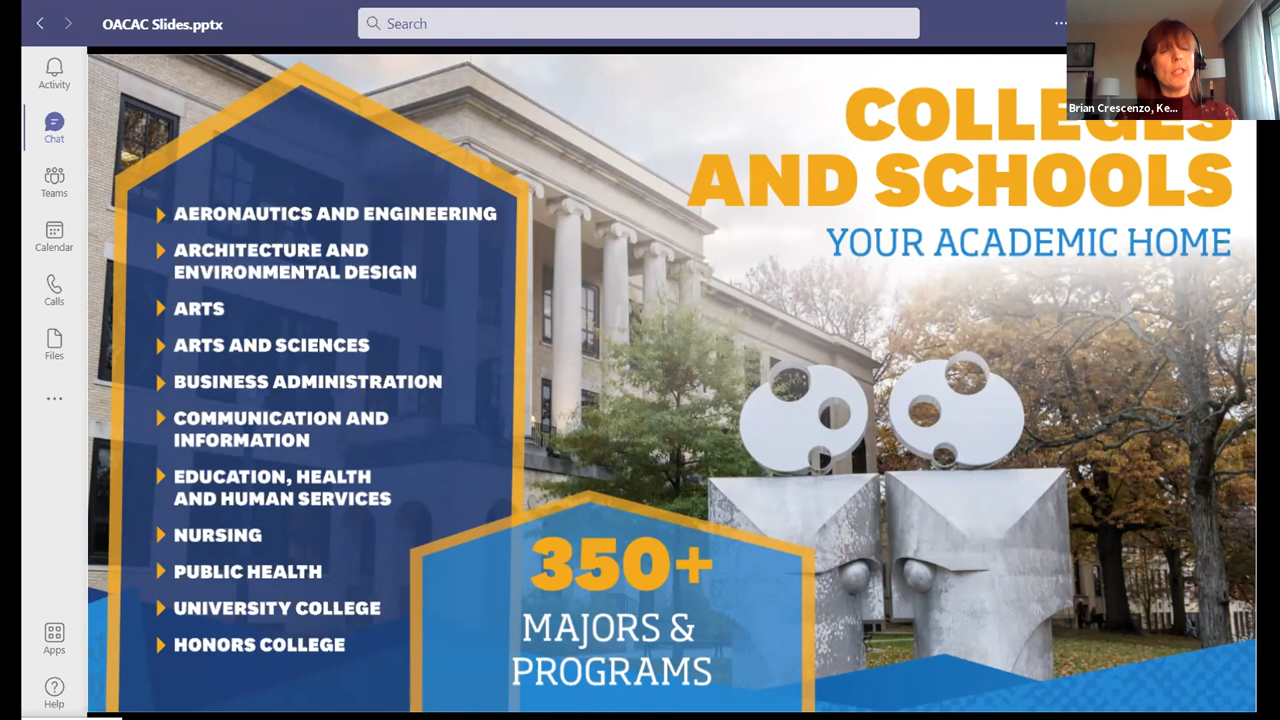 OACAC Slides.pptx
Search
Activity
Chat
Teams
Calendar
Calls
Files
Apps
Help
Brian Crescenzo, Ke...
COLLEGES
AND SCHOOLS
YOUR ACADEMIC HOME
AERONAUTICS AND ENGINEERING
ARCHITECTURE AND
ENVIRONMENTAL DESIGN
ARTS
ARTS AND SCIENCES
BUSINESS ADMINISTRATION
COMMUNICATION AND
INFORMATION
EDUCATION, HEALTH
AND HUMAN SERVICES
NURSING
PUBLIC HEALTH
UNIVERSITY COLLEGE
HONORS COLLEGE
350+
MAJORS &
PROGRAMS